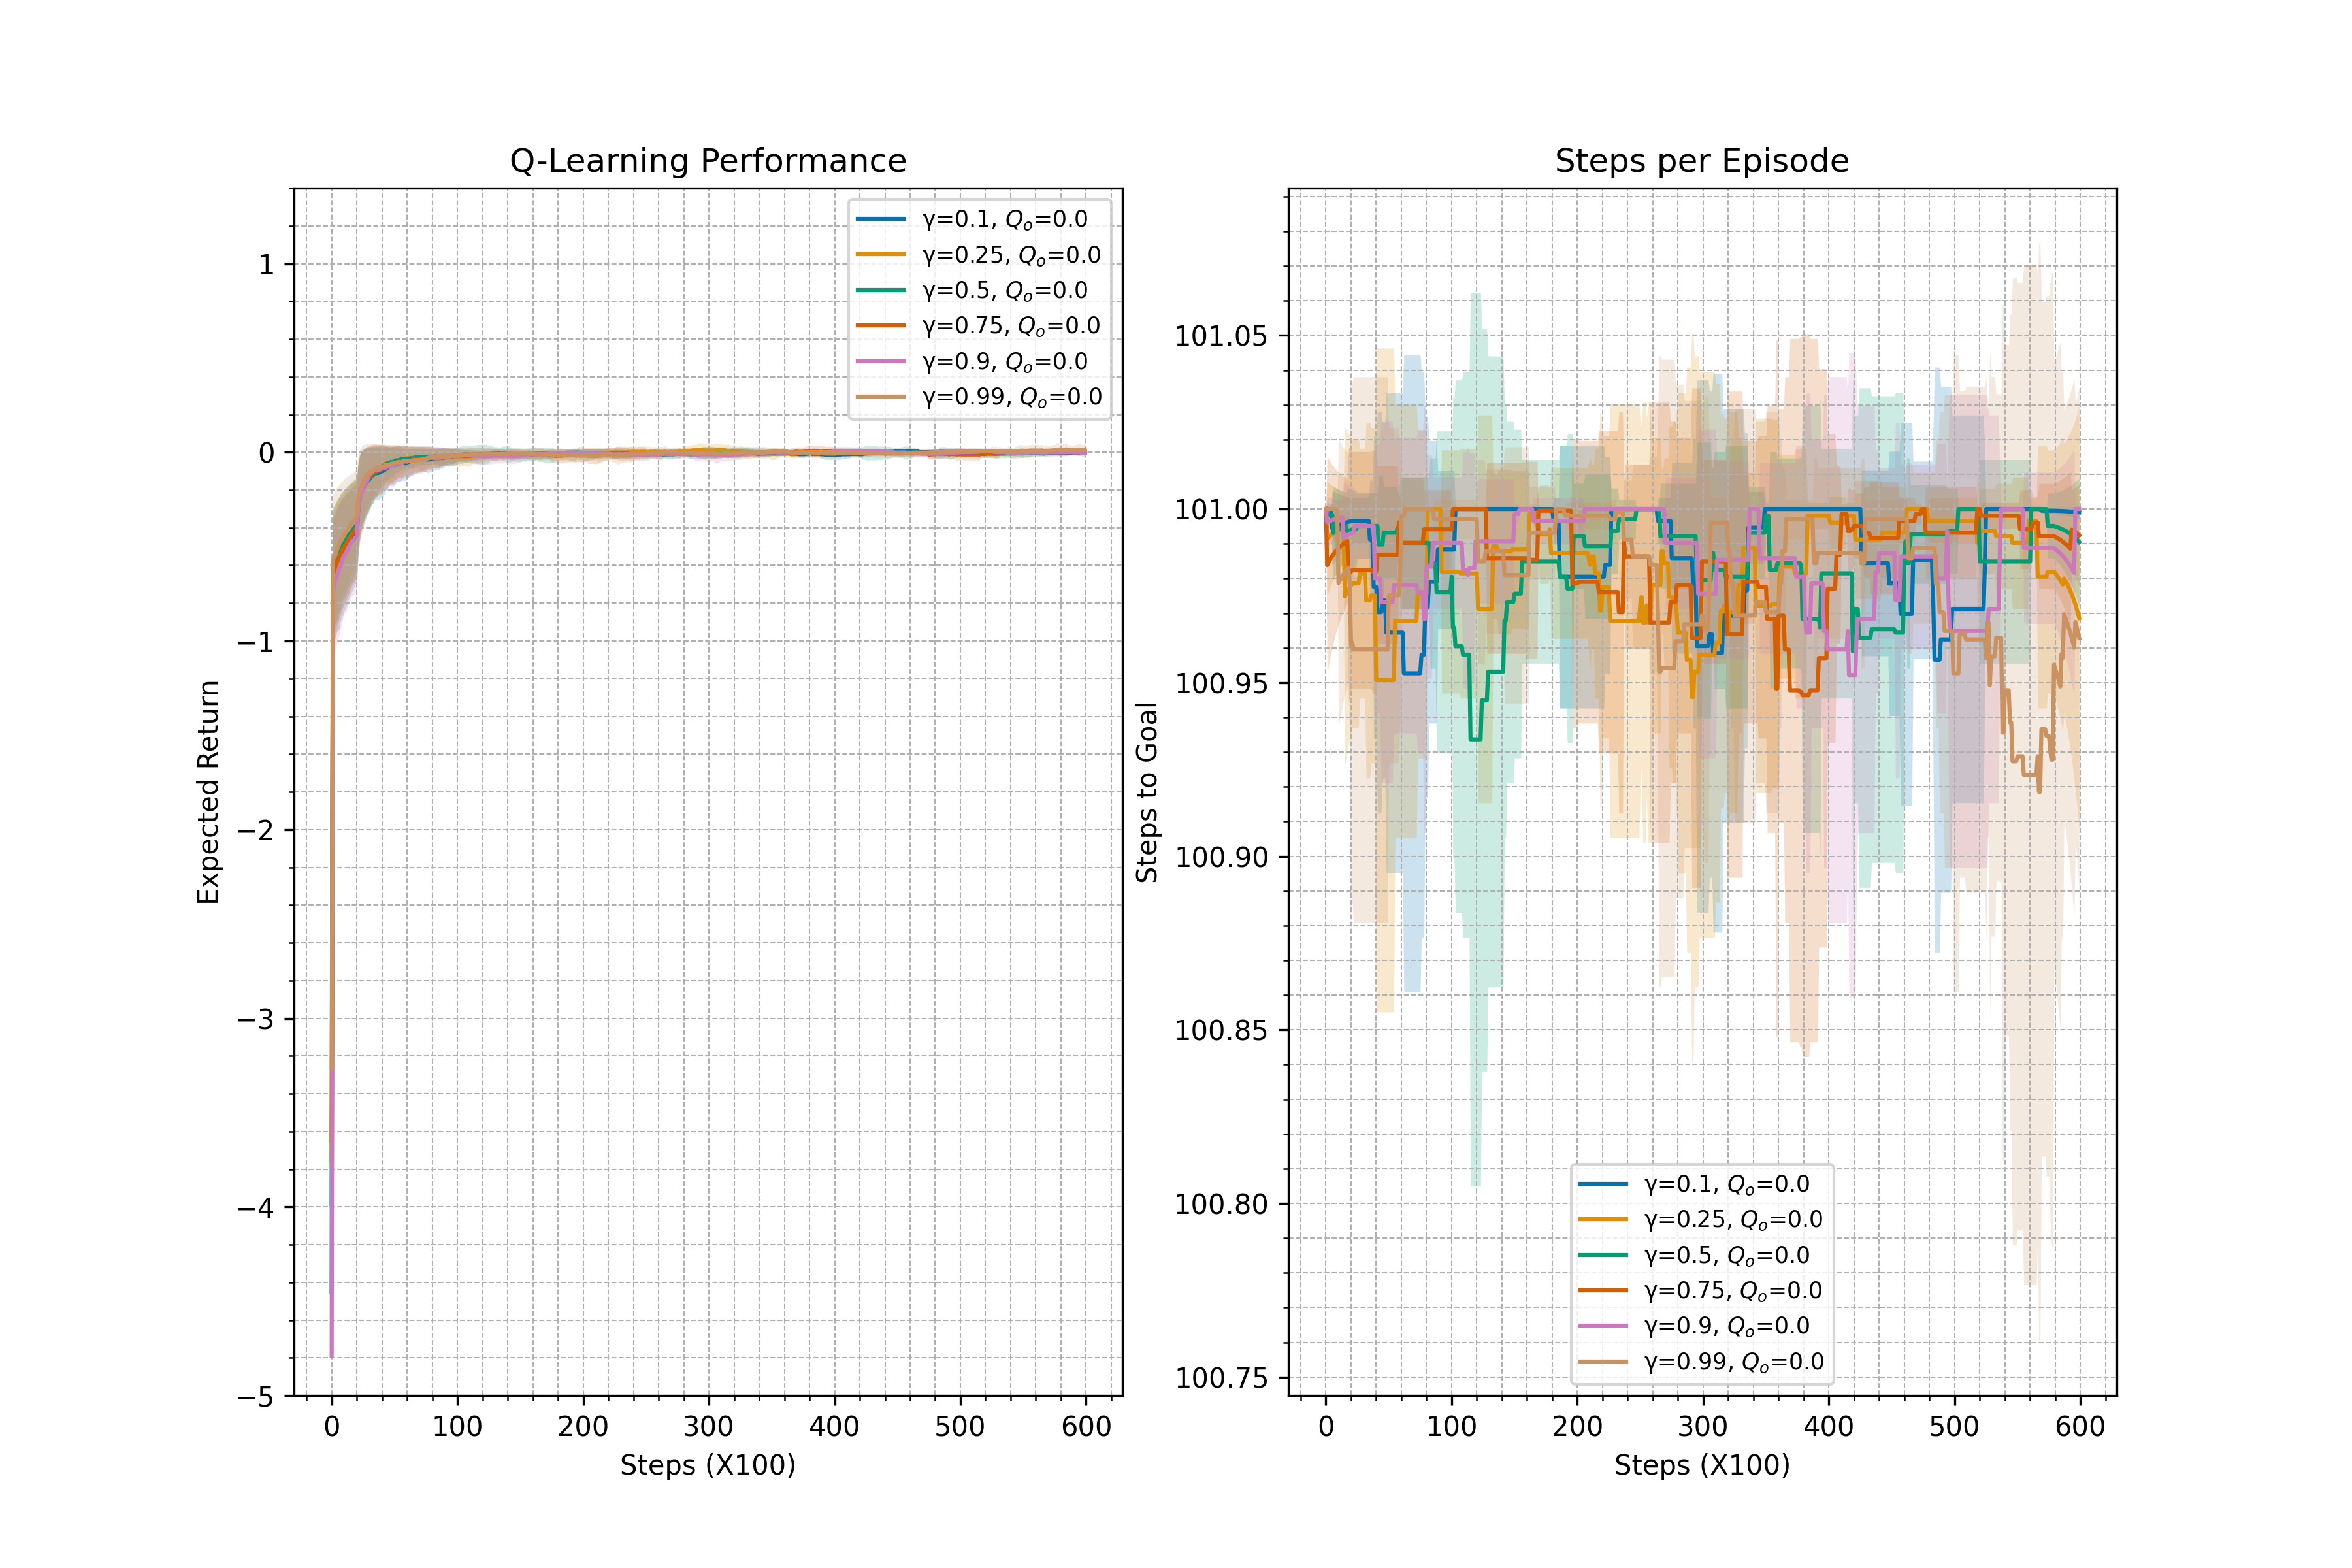 Q-Learning Performance
1
0
−1
−2
−3
−4
−5
Expected Return
0 100 200 300 400 500 600
Steps (X100)
γ=0.1, Qo=0.0
γ=0.25, Qo=0.0
γ=0.5, Qo=0.0
γ=0.75, Qo=0.0
γ=0.9, Qo=0.0
γ=0.99, Qo=0.0
Steps per Episode
101.05
101.00
100.95
100.90
100.85
100.80
100.75
Steps to Goal
0 100 200 300 400 500 600
Steps (X100)
γ=0.1, Qo=0.0
γ=0.25, Qo=0.0
γ=0.5, Qo=0.0
γ=0.75, Qo=0.0
γ=0.9, Qo=0.0
γ=0.99, Qo=0.0